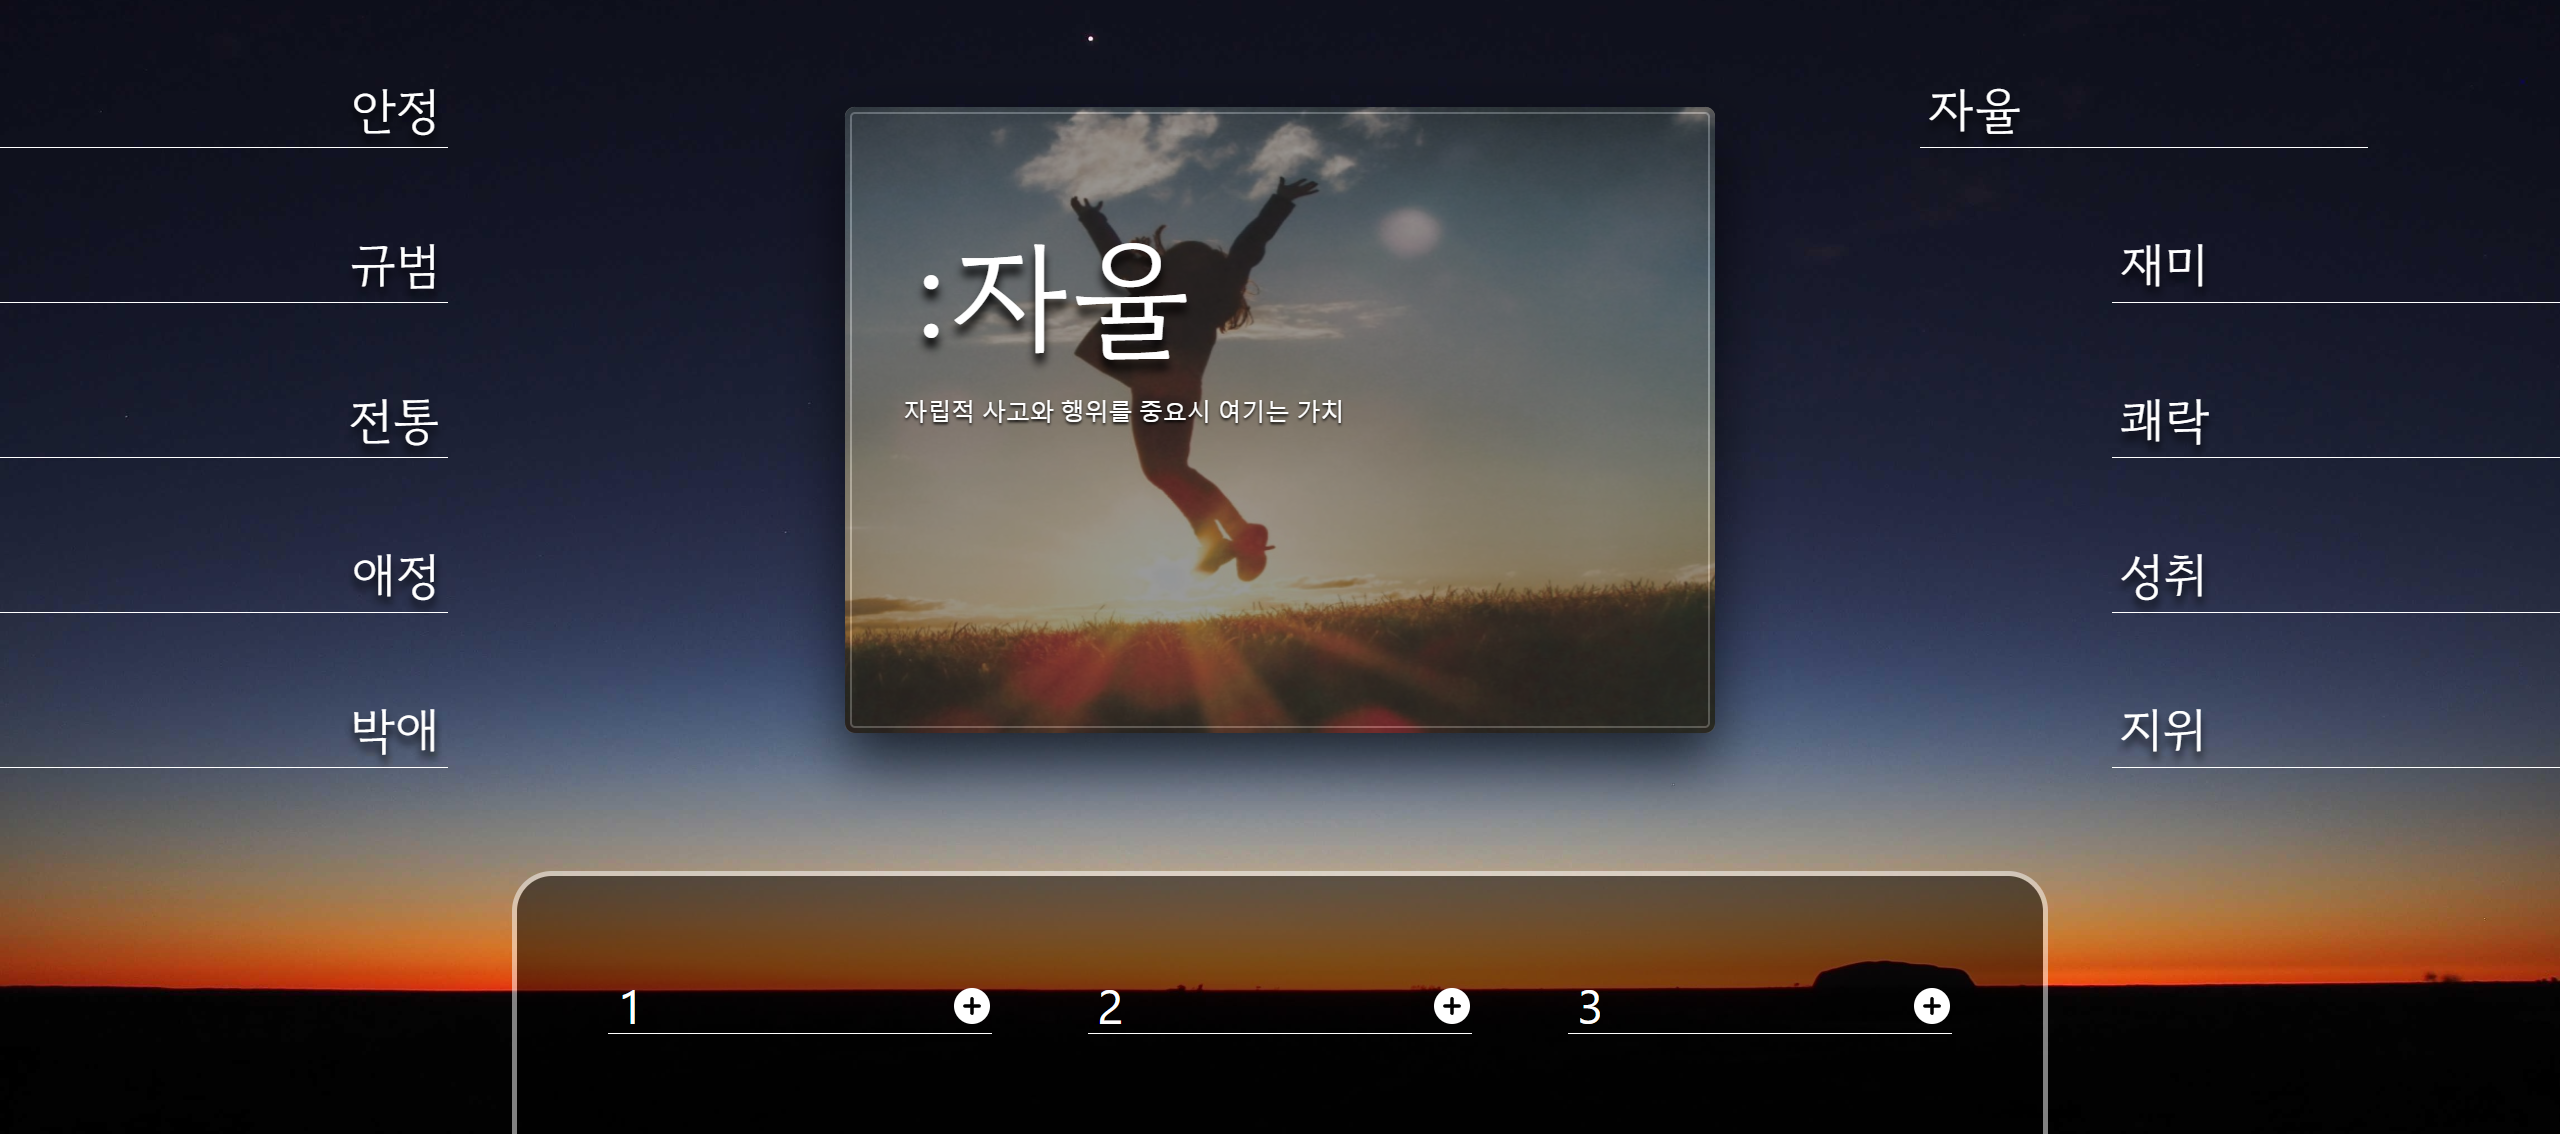 안정
규범
전통
애정
박애
:자율
자립적 사고와 행위를 중요시 여기는 가치
자율
재미
쾌락
성취
지위
1
2
3